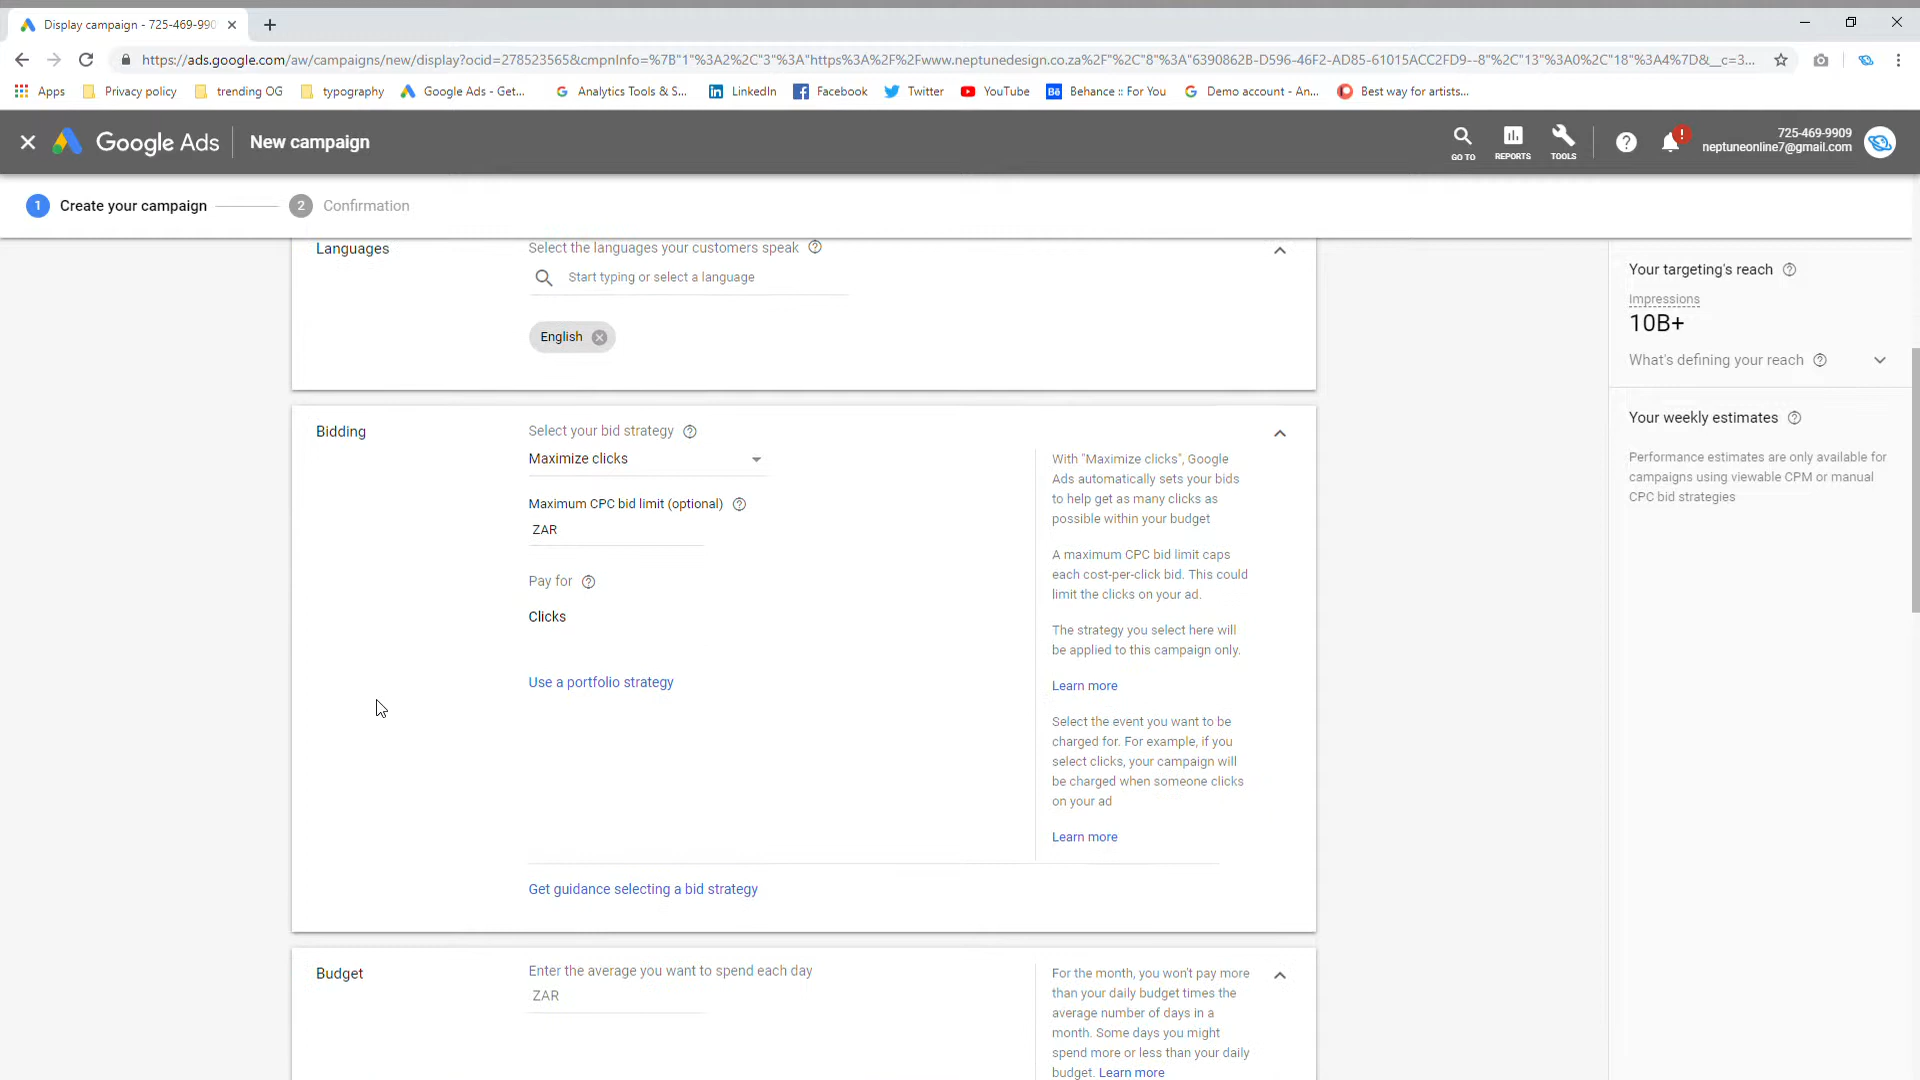 Display campaign - 725-469-990
https://ads.google.com/aw/campaigns/new/display?ocid=278523565&cmpnInfo=%7B"1"%3A2%2C"3"%3A"https%3A%2F%2Fwww.neptunedesign.co.za%2F"%2C"8"%3A"6390862B-D596-46F2-AD85-61015ACC2FD9--8"%2C"13"%3A0%2C"18"%3A4%7D&__c=3...
Apps
Privacy policy
trending OG
typography
Google Ads - Get...
Analytics Tools & S...
LinkedIn
Facebook
Twitter
YouTube
Bē
Behance :: For You
Demo account - An...
Best way for artists...
Google Ads
New campaign
GO TO
REPORTS
TOOLS
!
725-469-9909
neptuneonline7@gmail.com
1
Create your campaign
2
Confirmation
Languages
Select the languages your customers speak
Start typing or select a language
English
Bidding
Select your bid strategy
Maximize clicks
Maximum CPC bid limit (optional)
ZAR
Pay for
Clicks
Use a portfolio strategy
With "Maximize clicks", Google
Ads automatically sets your bids
to help get as many clicks as
possible within your budget
A maximum CPC bid limit caps
each cost-per-click bid. This could
limit the clicks on your ad.
The strategy you select here will
be applied to this campaign only.
Learn more
Select the event you want to be
charged for. For example, if you
select clicks, your campaign will
be charged when someone clicks
on your ad
Learn more
Get guidance selecting a bid strategy
Budget
Enter the average you want to spend each day
ZAR
For the month, you won't pay more
than your daily budget times the
average number of days in a
month. Some days you might
spend more or less than your daily
budget. Learn more
Your targeting's reach
Impressions
10B+
What's defining your reach
Your weekly estimates
Performance estimates are only available for
campaigns using viewable CPM or manual
CPC bid strategies